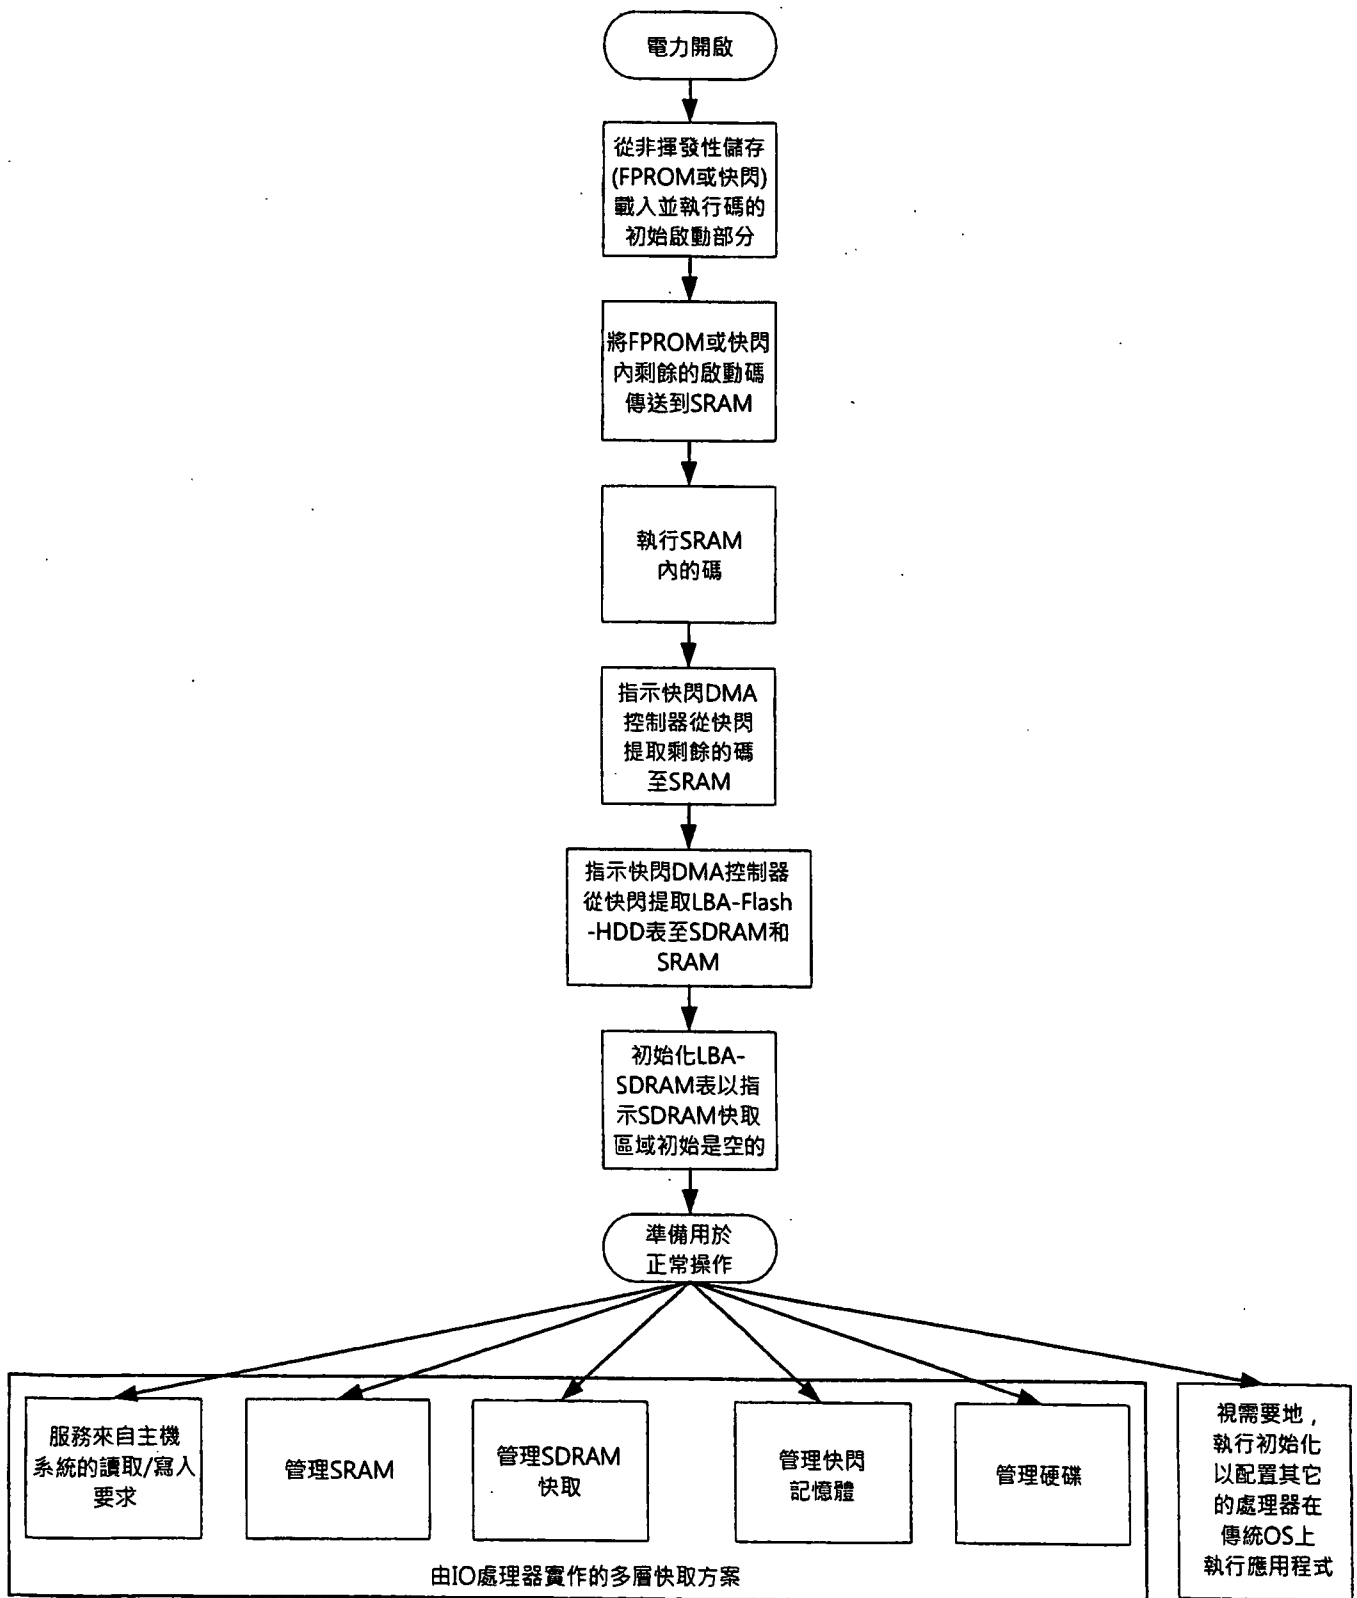 電力開啟
從非揮發性儲存
(FPROM或快閃)
載入並執行碼的
初始啟動部分
將FPROM或快閃
內剩餘的啟動碼
傳送到SRAM
執行SRAM
內的碼
指示快閃DMA
控制器從快閃
提取剩餘的碼
至SRAM
指示快閃DMA控制器
從快閃提取LBA-Flash
-HDD表至SDRAM和
SRAM
初始化LBA-
SDRAM表以指
示SDRAM快取
區域初始是空的
準備用於
正常操作
服務來自主機
系統的讀取/寫入
要求
管理SRAM
管理SDRAM
快取
管理快閃
記憶體
管理硬碟
由IO處理器實作的多層快取方案
視需要地，
執行初始化
以配置其它
的處理器在
傳統OS上
執行應用程式